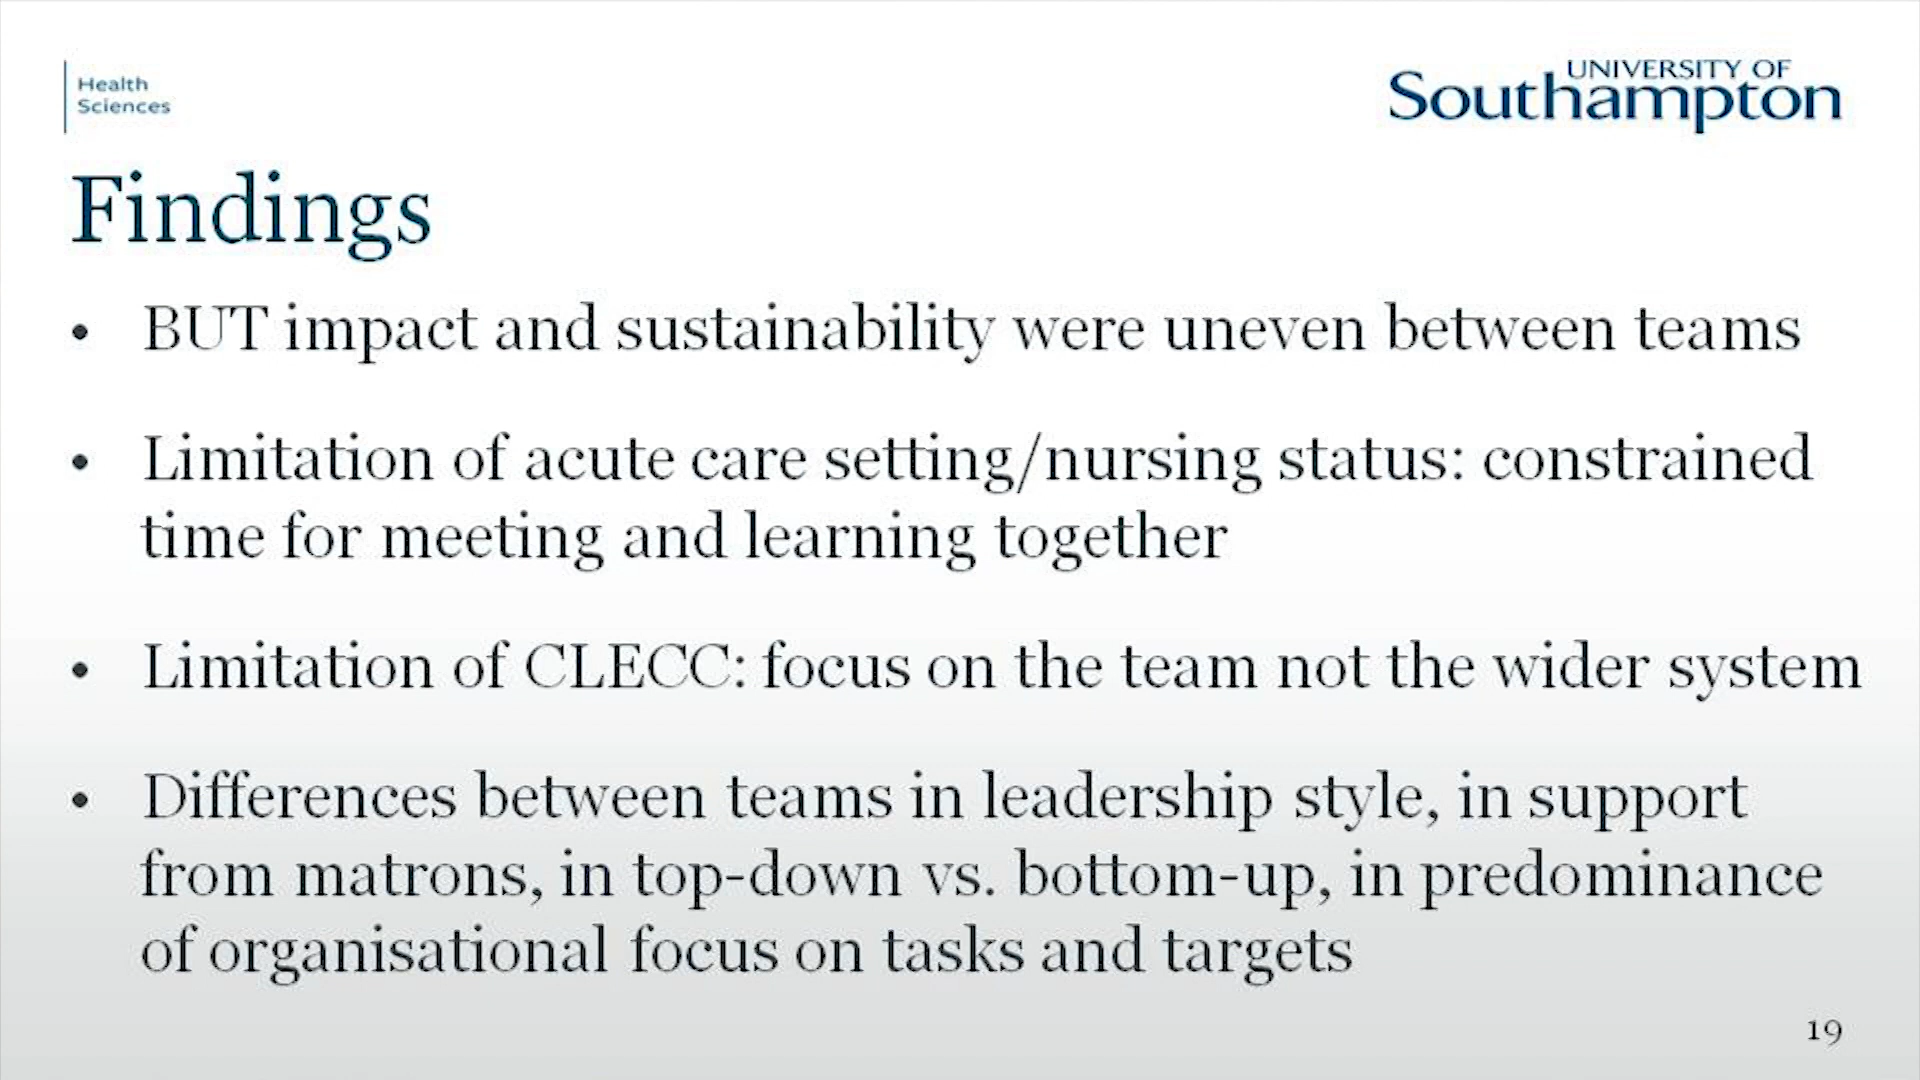 Health
Sciences
UNIVERSITY OF
Southampton
Findings
• BUT impact and sustainability were uneven between teams
• Limitation of acute care setting/nursing status: constrained
time for meeting and learning together
• Limitation of CLECC: focus on the team not the wider system
• Differences between teams in leadership style, in support
from matrons, in top-down vs. bottom-up, in predominance
of organisational focus on tasks and targets
19